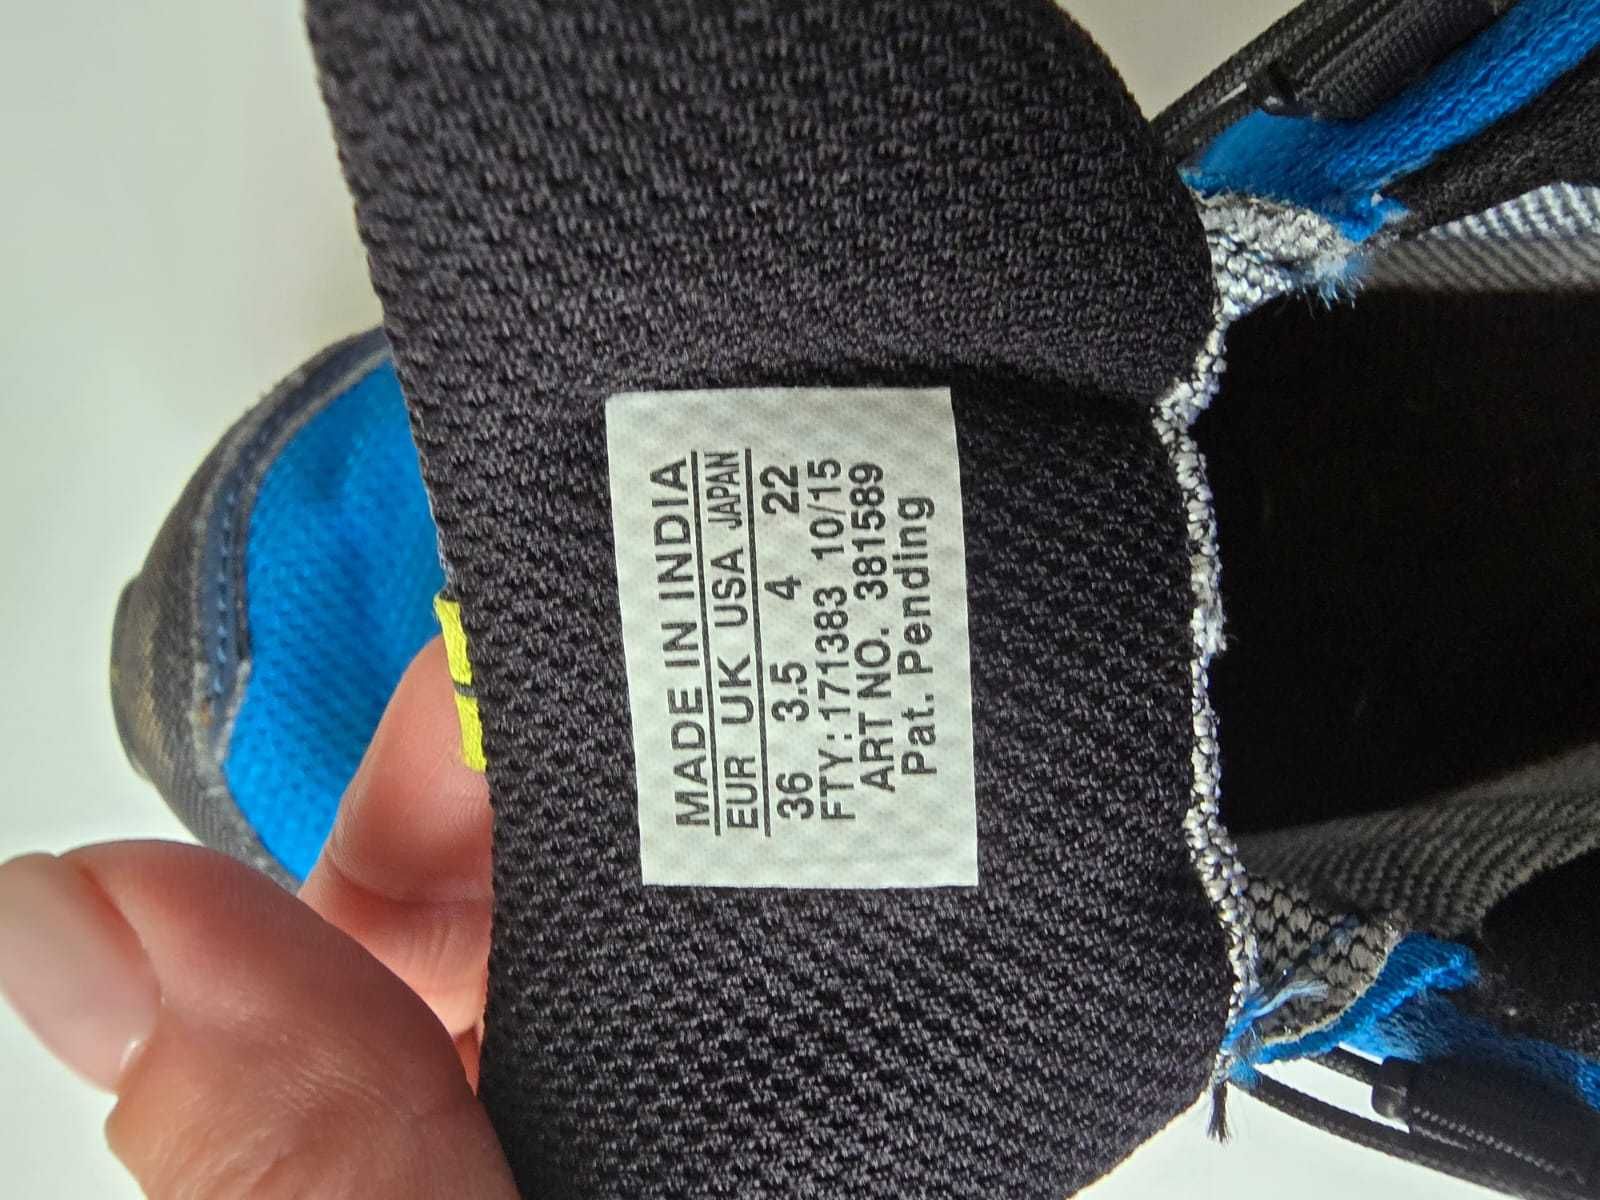 MADE IN INDIA
EUR UK USA JAPAN
36 3.5 4 22
FTY:171383 10/15
ART NO. 381589
Pat. Pending